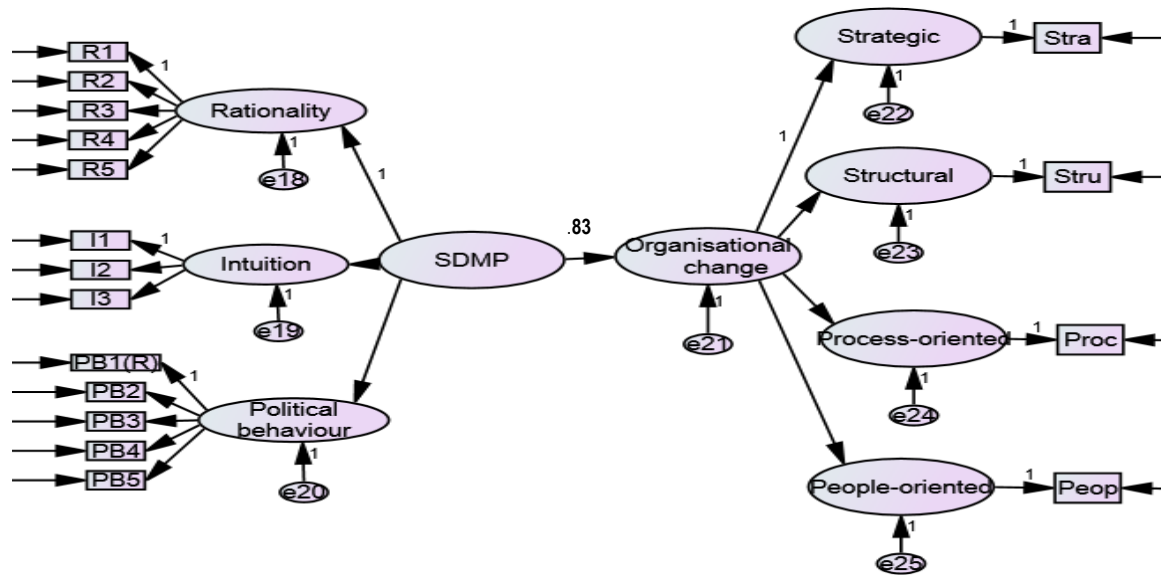 R1
R2
R3
R4
R5
1
Rationality
1
e18
1
I1
I2
I3
1
Intuition
1
e19
PB1(R)
PB2
PB3
PB4
PB5
1
Political
behaviour
1
e20
SDMP
.83
Organisational
change
1
e21
1
Strategic
1
Stra
1
e22
Structural
1
Stru
1
e23
Process-oriented
1
Proc
1
e24
People-oriented
1
Peop
1
e25